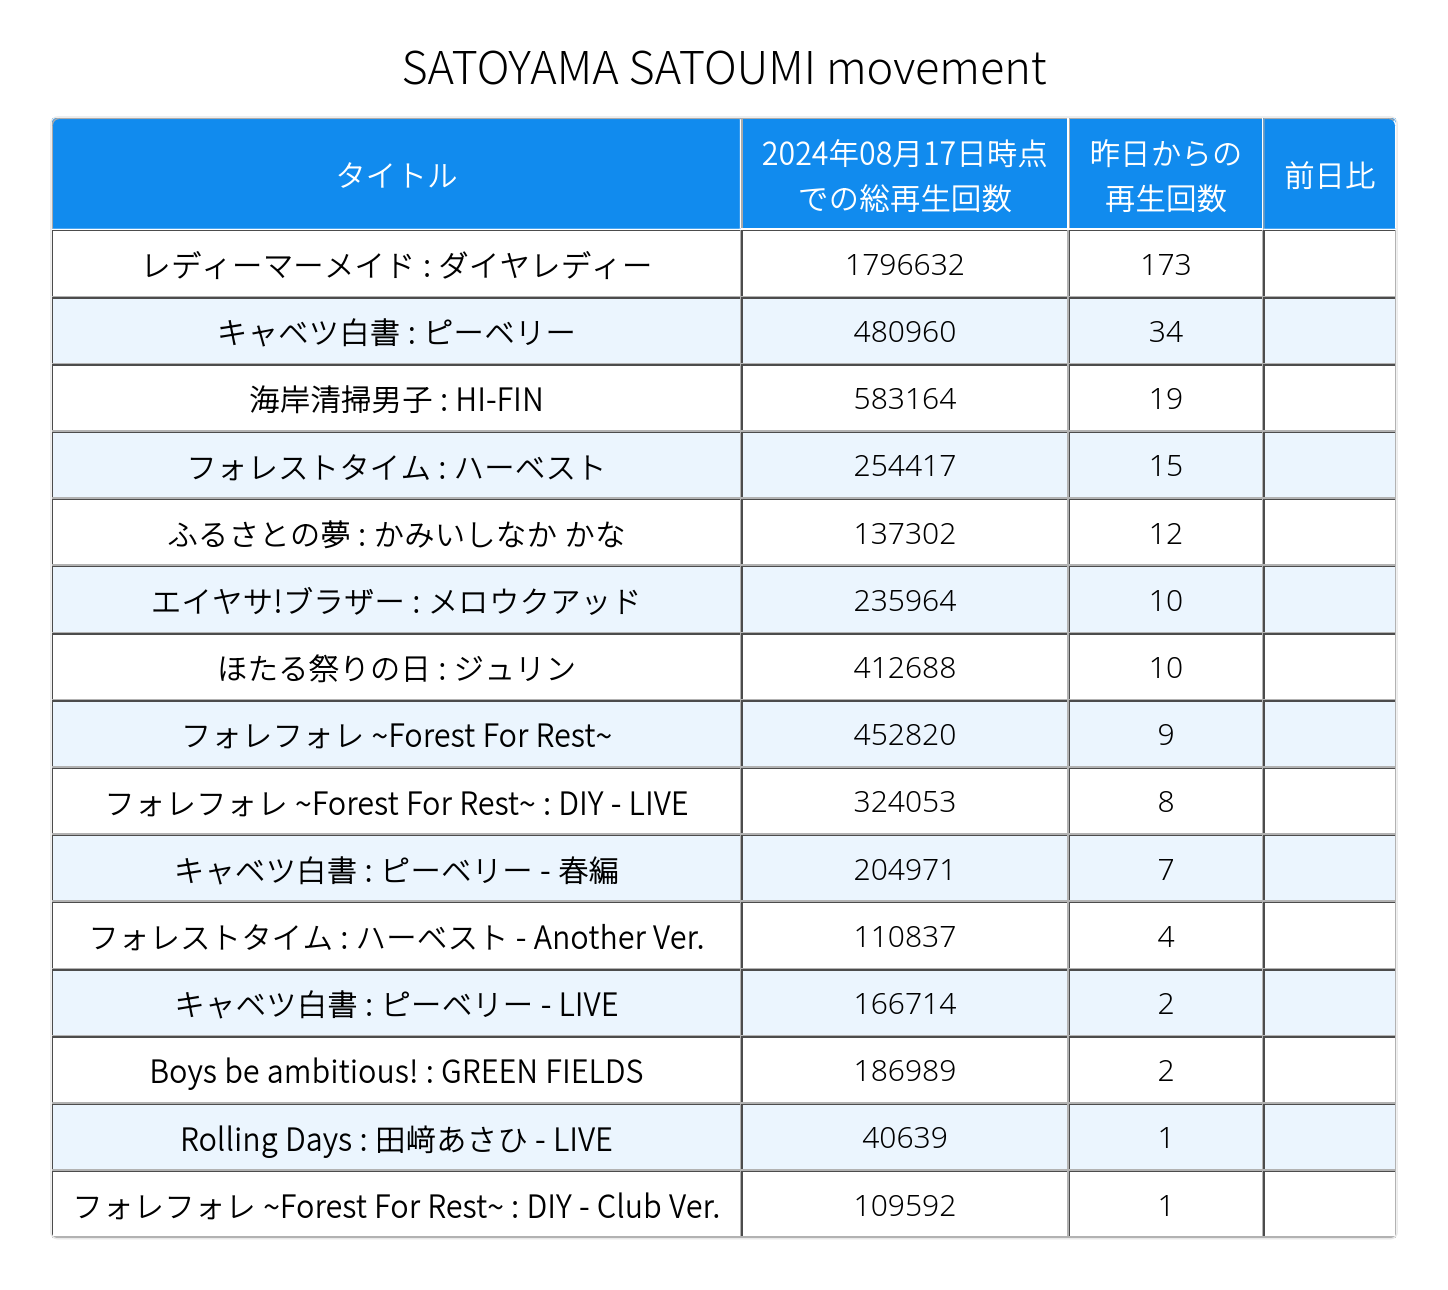 SATOYAMA SATOUMI movement
タイトル 2024年08月17日時点での総再生回数 昨日からの再生回数 前日比
レディーマーメイド : ダイヤレディー 1796632 173
キャベツ白書 : ピーベリー 480960 34
海岸清掃男子 : HI-FIN 583164 19
フォレストタイム : ハーベスト 254417 15
ふるさとの夢 : かみいしなか かな 137302 12
エイヤサ!ブラザー : メロウクアッド 235964 10
ほたる祭りの日 : ジュリン 412688 10
フォレフォレ ~Forest For Rest~ 452820 9
フォレフォレ ~Forest For Rest~ : DIY - LIVE 324053 8
キャベツ白書 : ピーベリー - 春編 204971 7
フォレストタイム : ハーベスト - Another Ver. 110837 4
キャベツ白書 : ピーベリー - LIVE 166714 2
Boys be ambitious! : GREEN FIELDS 186989 2
Rolling Days : 田﨑あさひ - LIVE 40639 1
フォレフォレ ~Forest For Rest~ : DIY - Club Ver. 109592 1